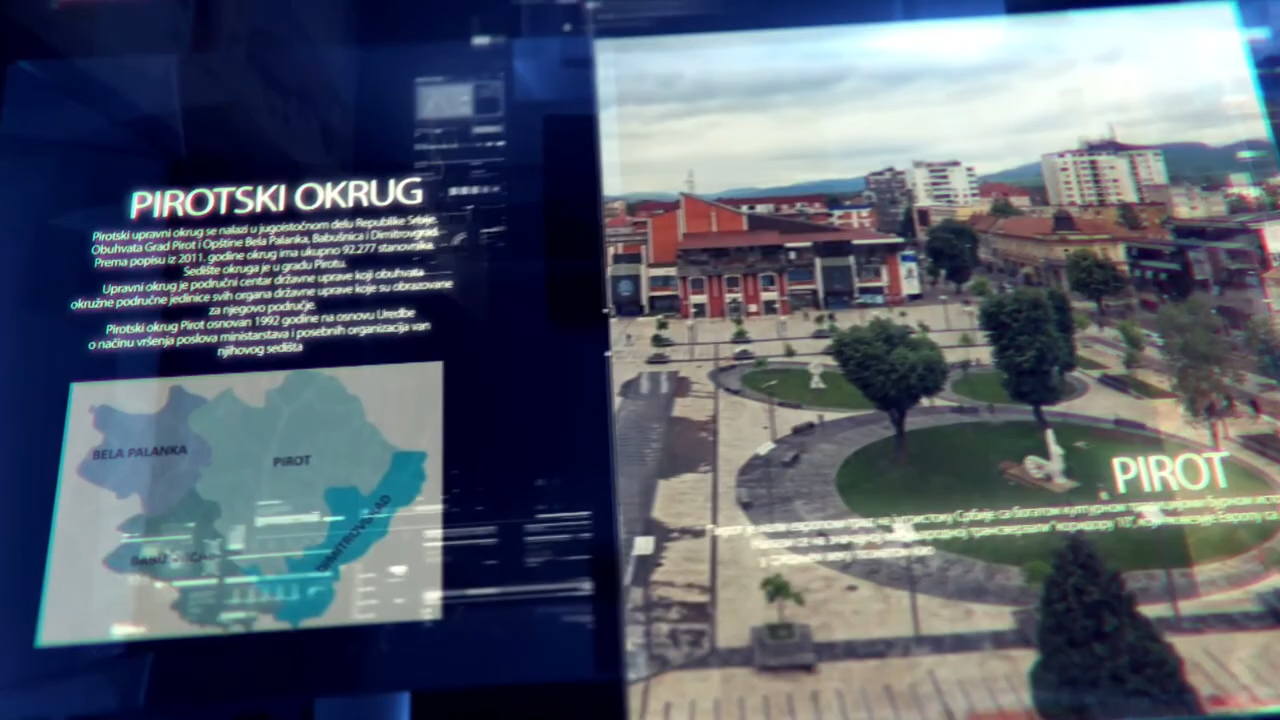 PIROTSKI OKRUG
Pirotski upravni okrug se nalazi u jugoistočnom delu Republike Srbije.
Obuhvata Grad Pirot i Opštine Bela Palanka, Babušnica i Dimitrovgrad.
Prema popisu iz 2011. godine okrug ima ukupno 92.277 stanovnika.
Sedište okruga je u gradu Pirotu.
Upravni okrug je područni centar državne uprave koji obuhvata
okružne područne jedinice svih organa državne uprave koje su obrazovane
za njegovo područje.
Pirotski okrug Pirot osnovan 1992 godine na osnovu Uredbe
o načinu vršenja poslova ministarstava i posebnih organizacija van
njihovog sedišta
BELA PALANKA
PIROT
DIMITROVGRAD
PIROT